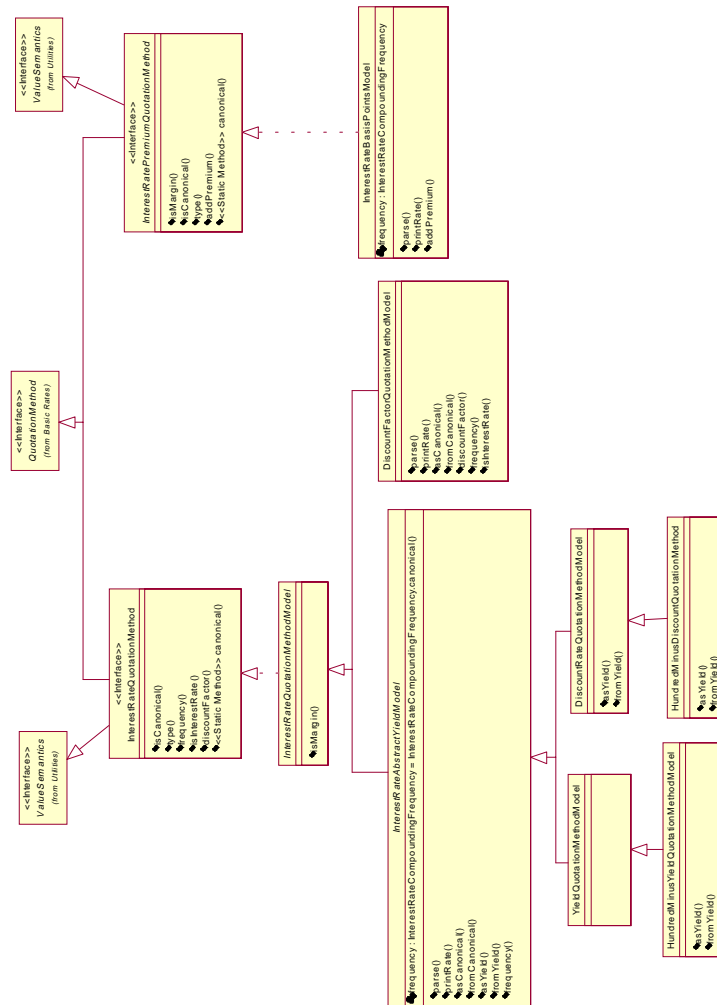 <<Interface>>
ValueSemantics
(from Utilities)
<<Interface>>
QuotationMethod
(from Basic Rates)
<<Interface>>
ValueSemantics
(from Utilities)
<<Interface>>
InterestRateQuotationMethod
isCanonical()
type()
frequency()
isInterestRate()
discountFactor()
<<Static Method>> canonical()
<<Interface>>
InterestRatePremiumQuotationMethod
isMargin()
isCanonical()
type()
addPremium()
<<Static Method>> canonical()
InterestRateQuotationMethodModel
isMargin()
InterestRateBasisPointsModel
frequency : InterestRateCompoundingFrequency
parse()
printRate()
addPremium()
InterestRateAbstractYieldModel
frequency : InterestRateCompoundingFrequency = InterestRateCompoundingFrequency.canonical()
parse()
printRate()
asCanonical()
fromCanonical()
asYield()
fromYield()
frequency()
DiscountFactorQuotationMethodModel
parse()
printRate()
asCanonical()
fromCanonical()
discountFactor()
frequency()
isInterestRate()
YieldQuotationMethodModel
DiscountRateQuotationMethodModel
asYield()
fromYield()
HundredMinusYieldQuotationMethodModel
asYield()
fromYield()
HundredMinusDiscountQuotationMethod
asYield()
fromYield()